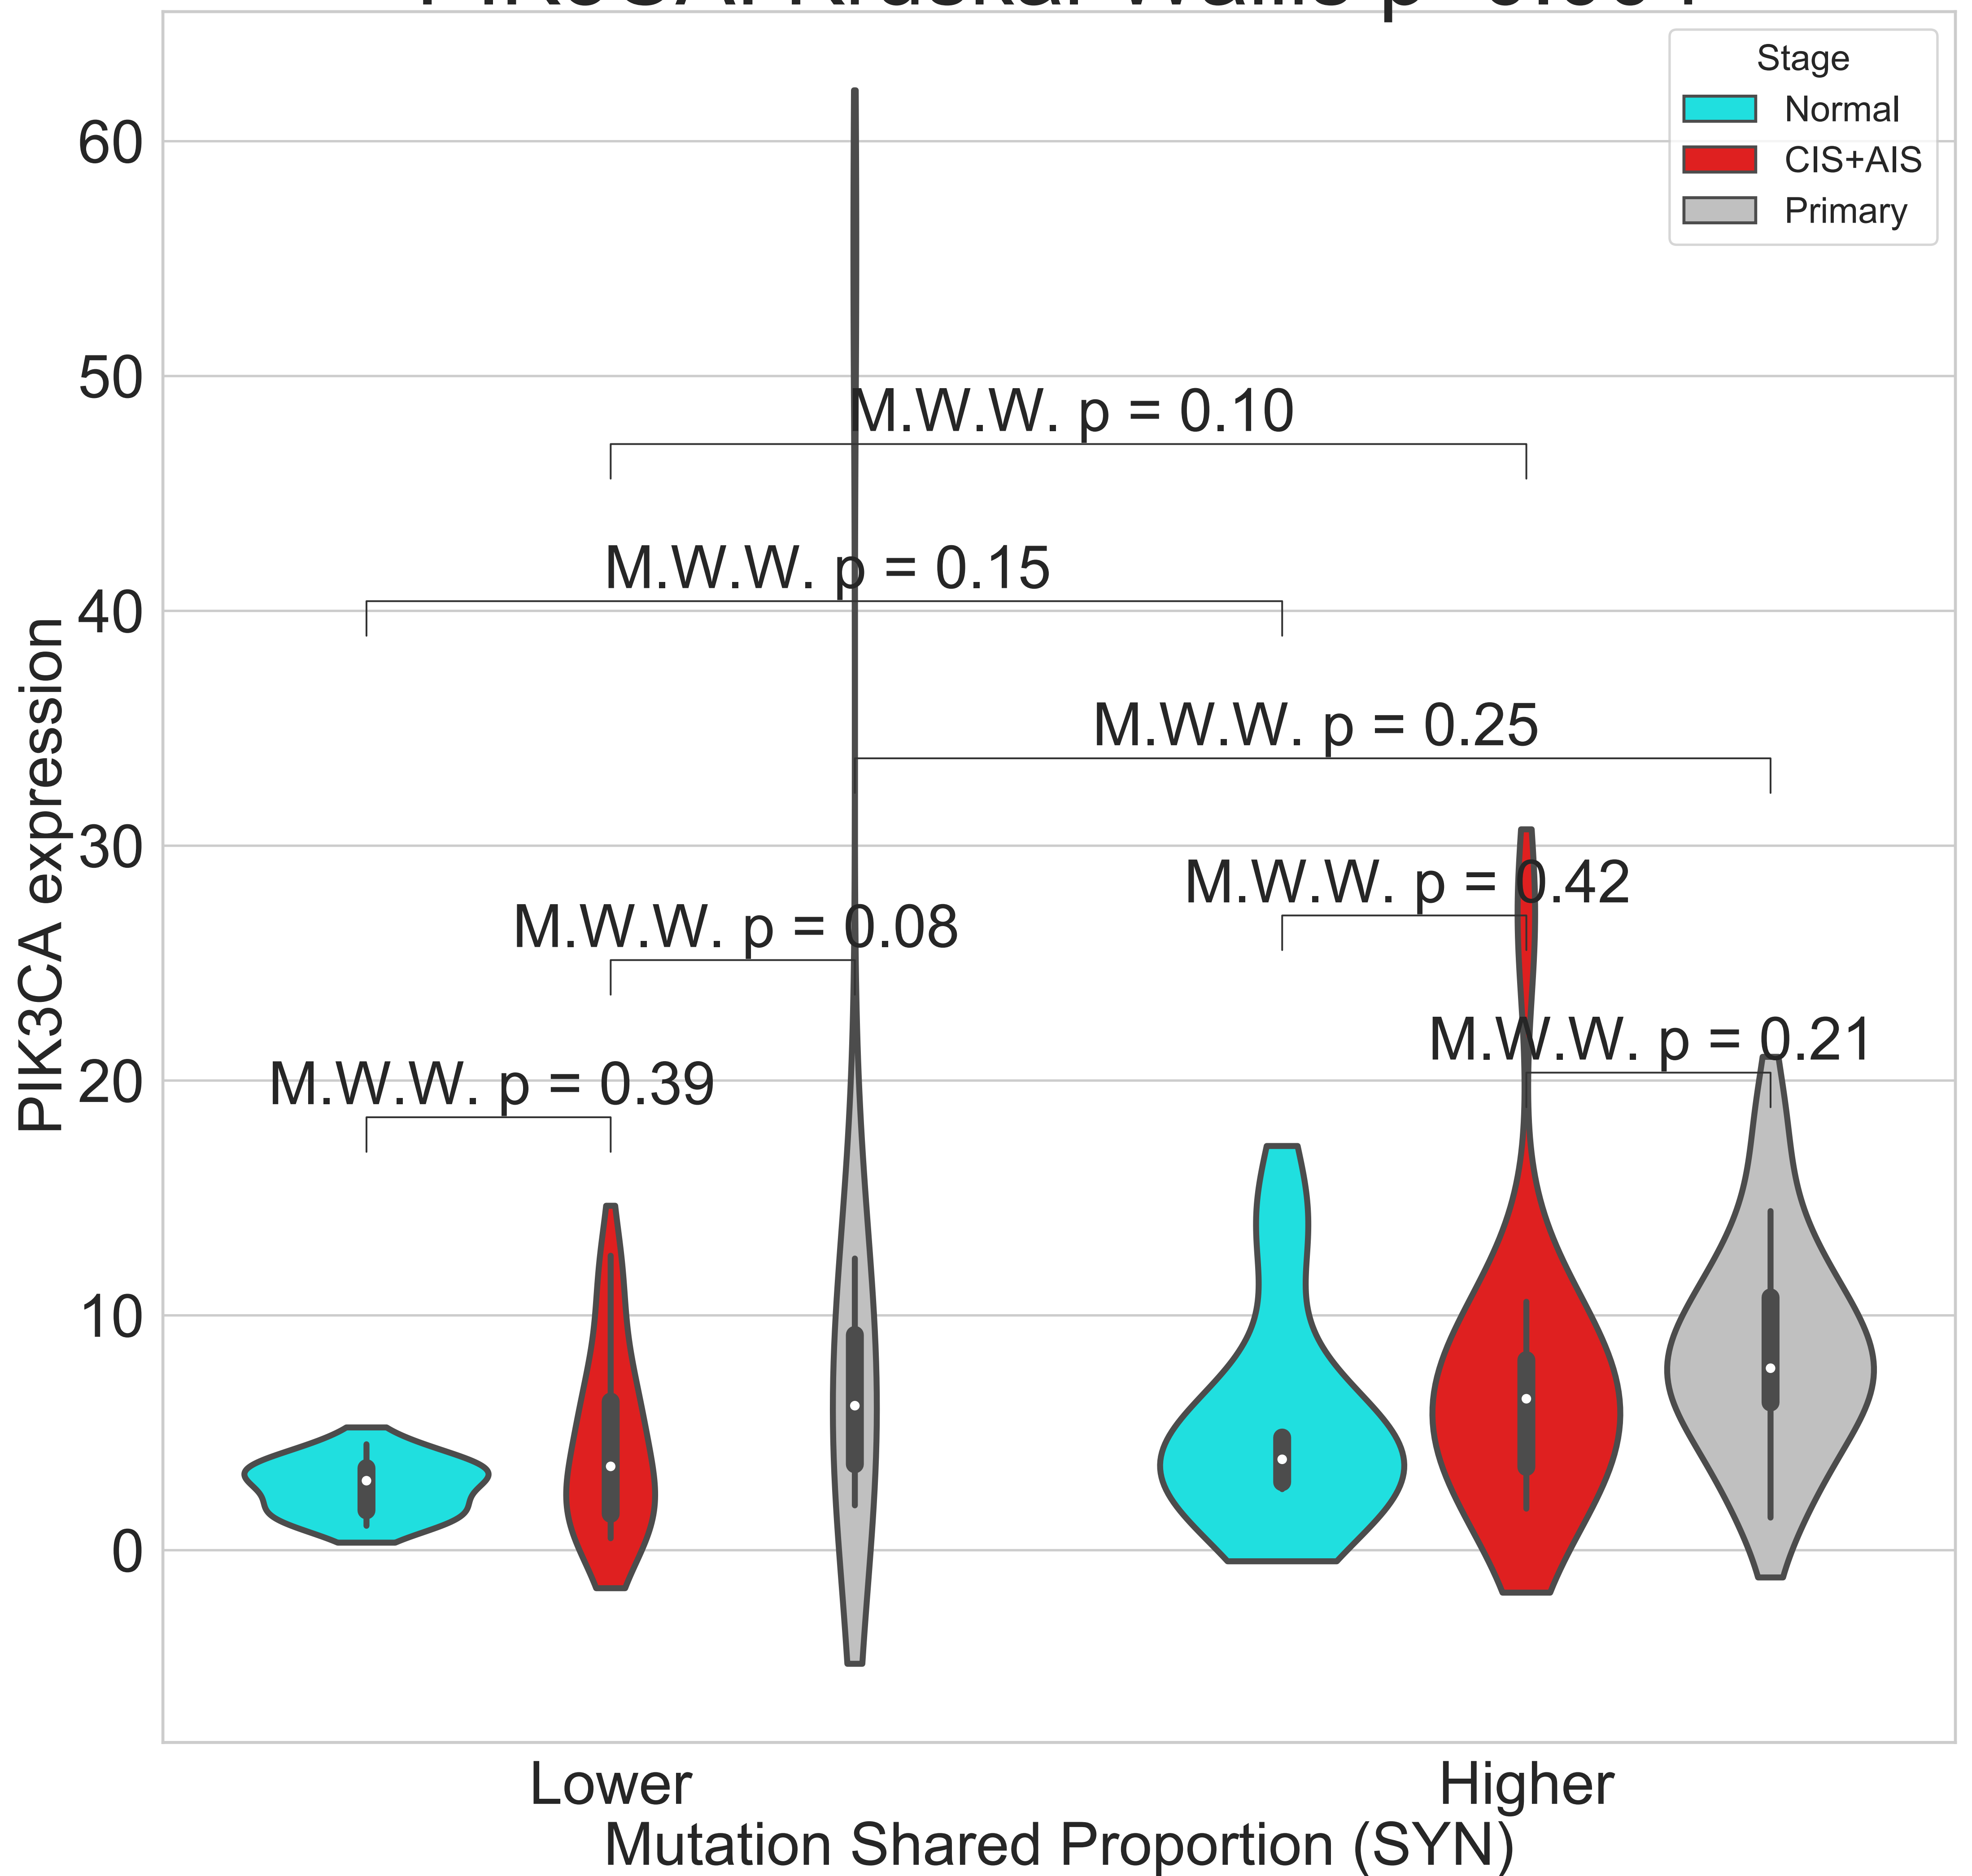 Stage
Normal
CIS+AIS
Primary
60
50
40
30
20
10
0
PIK3CA expression
M.W.W. p = 0.10
M.W.W. p = 0.15
M.W.W. p = 0.25
M.W.W. p = 0.42
M.W.W. p = 0.08
M.W.W. p = 0.21
M.W.W. p = 0.39
Lower
Higher
Mutation Shared Proportion (SYN)